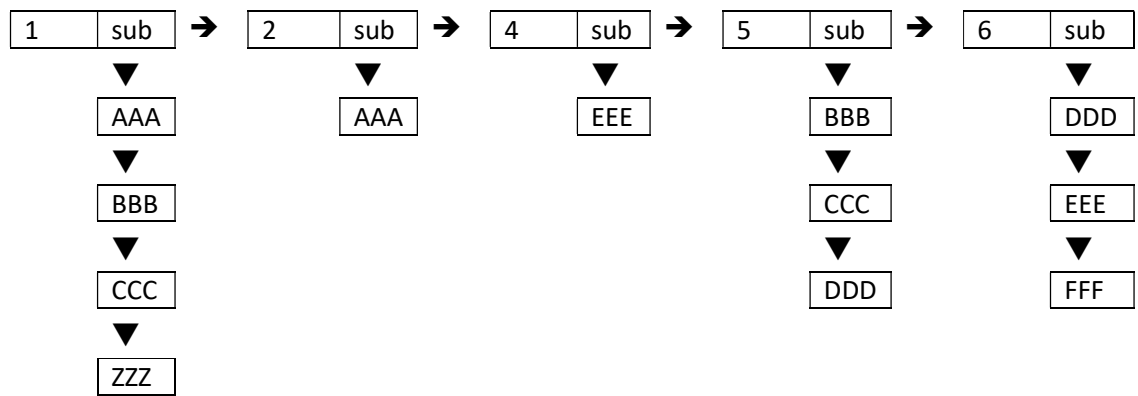 1 sub ➔ 2 sub ➔ 4 sub ➔ 5 sub ➔ 6 sub
AAA AAA EEE BBB DDD
BBB CCC EEE
CCC DDD FFF
ZZZ